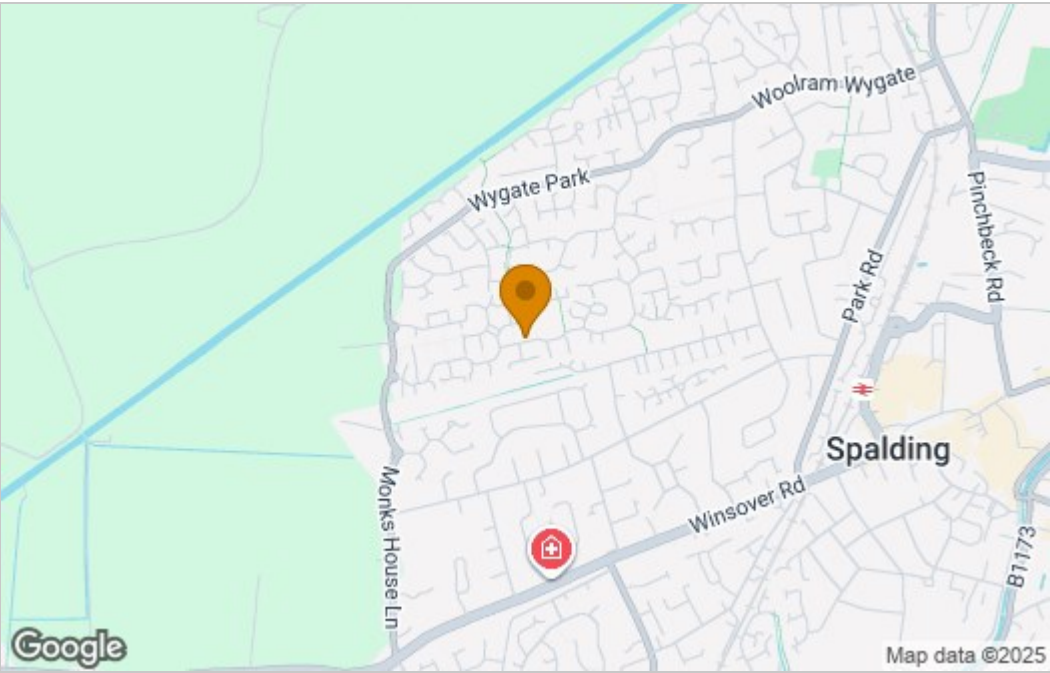 Woolram Wygate
Wygate Park
Pinchbeck Rd
Park Rd
Spalding
Monks House Ln
Winsover Rd
B1173
Google
Map data ©2025